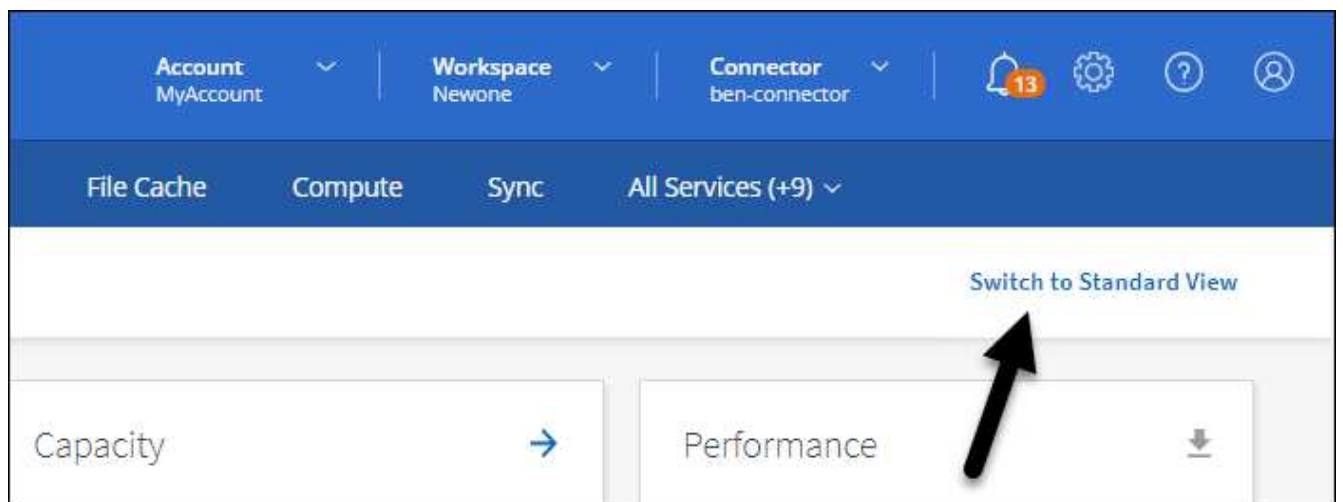 Account Workspace Connector
MyAccount Newone ben-connector
13
?
File Cache Compute Sync All Services (+9)
Switch to Standard View
Capacity Performance